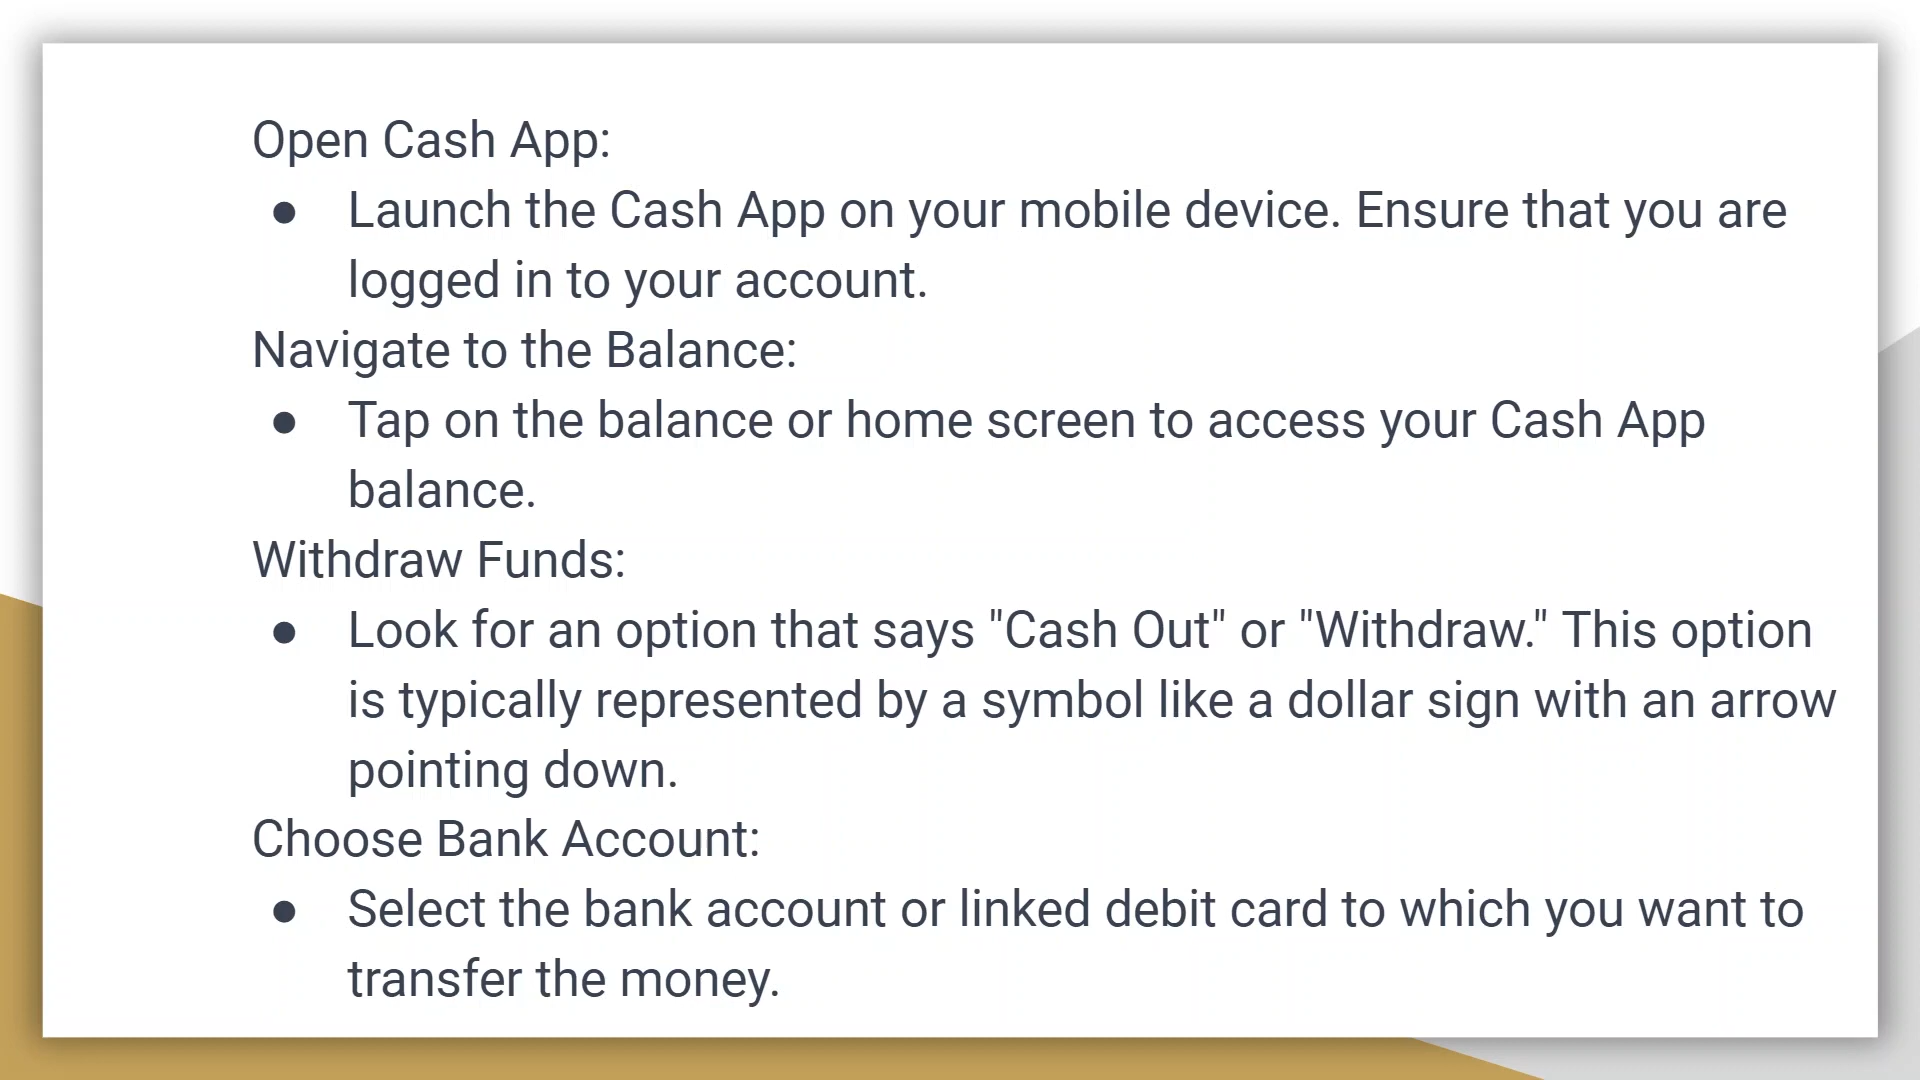 Open Cash App:
● Launch the Cash App on your mobile device. Ensure that you are
logged in to your account.
Navigate to the Balance:
● Tap on the balance or home screen to access your Cash App
balance.
Withdraw Funds:
● Look for an option that says "Cash Out" or "Withdraw." This option
is typically represented by a symbol like a dollar sign with an arrow
pointing down.
Choose Bank Account:
● Select the bank account or linked debit card to which you want to
transfer the money.